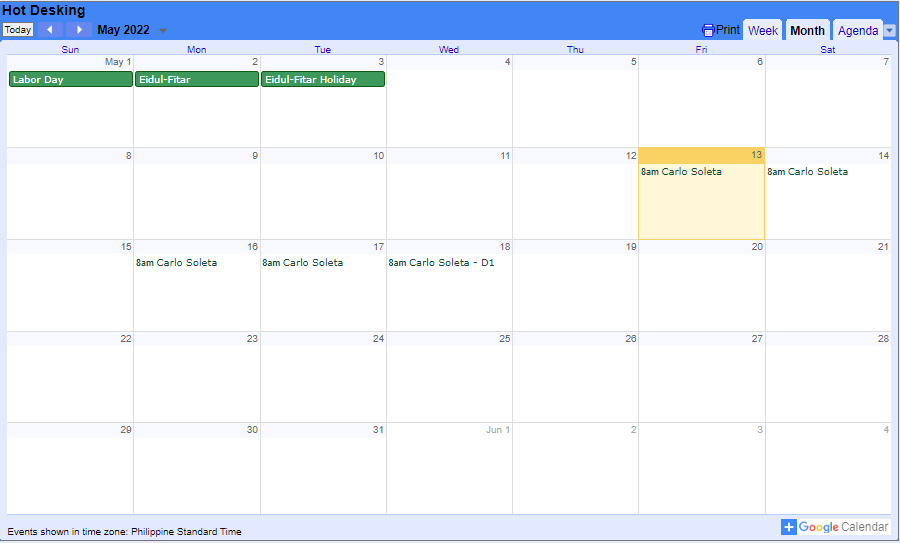 Hot Desking
Today May 2022 Print Week Month Agenda
Sun Mon Tue Wed Thu Fri Sat
May 1 2 3 4 5 6 7
Labor Day Eidul-Fitar Eidul-Fitar Holiday
8 9 10 11 12 13 14
8am Carlo Soleta 8am Carlo Soleta
15 16 17 18 19 20 21
8am Carlo Soleta 8am Carlo Soleta 8am Carlo Soleta - D1
22 23 24 25 26 27 28
29 30 31 Jun 1 2 3 4
Events shown in time zone: Philippine Standard Time
Google Calendar